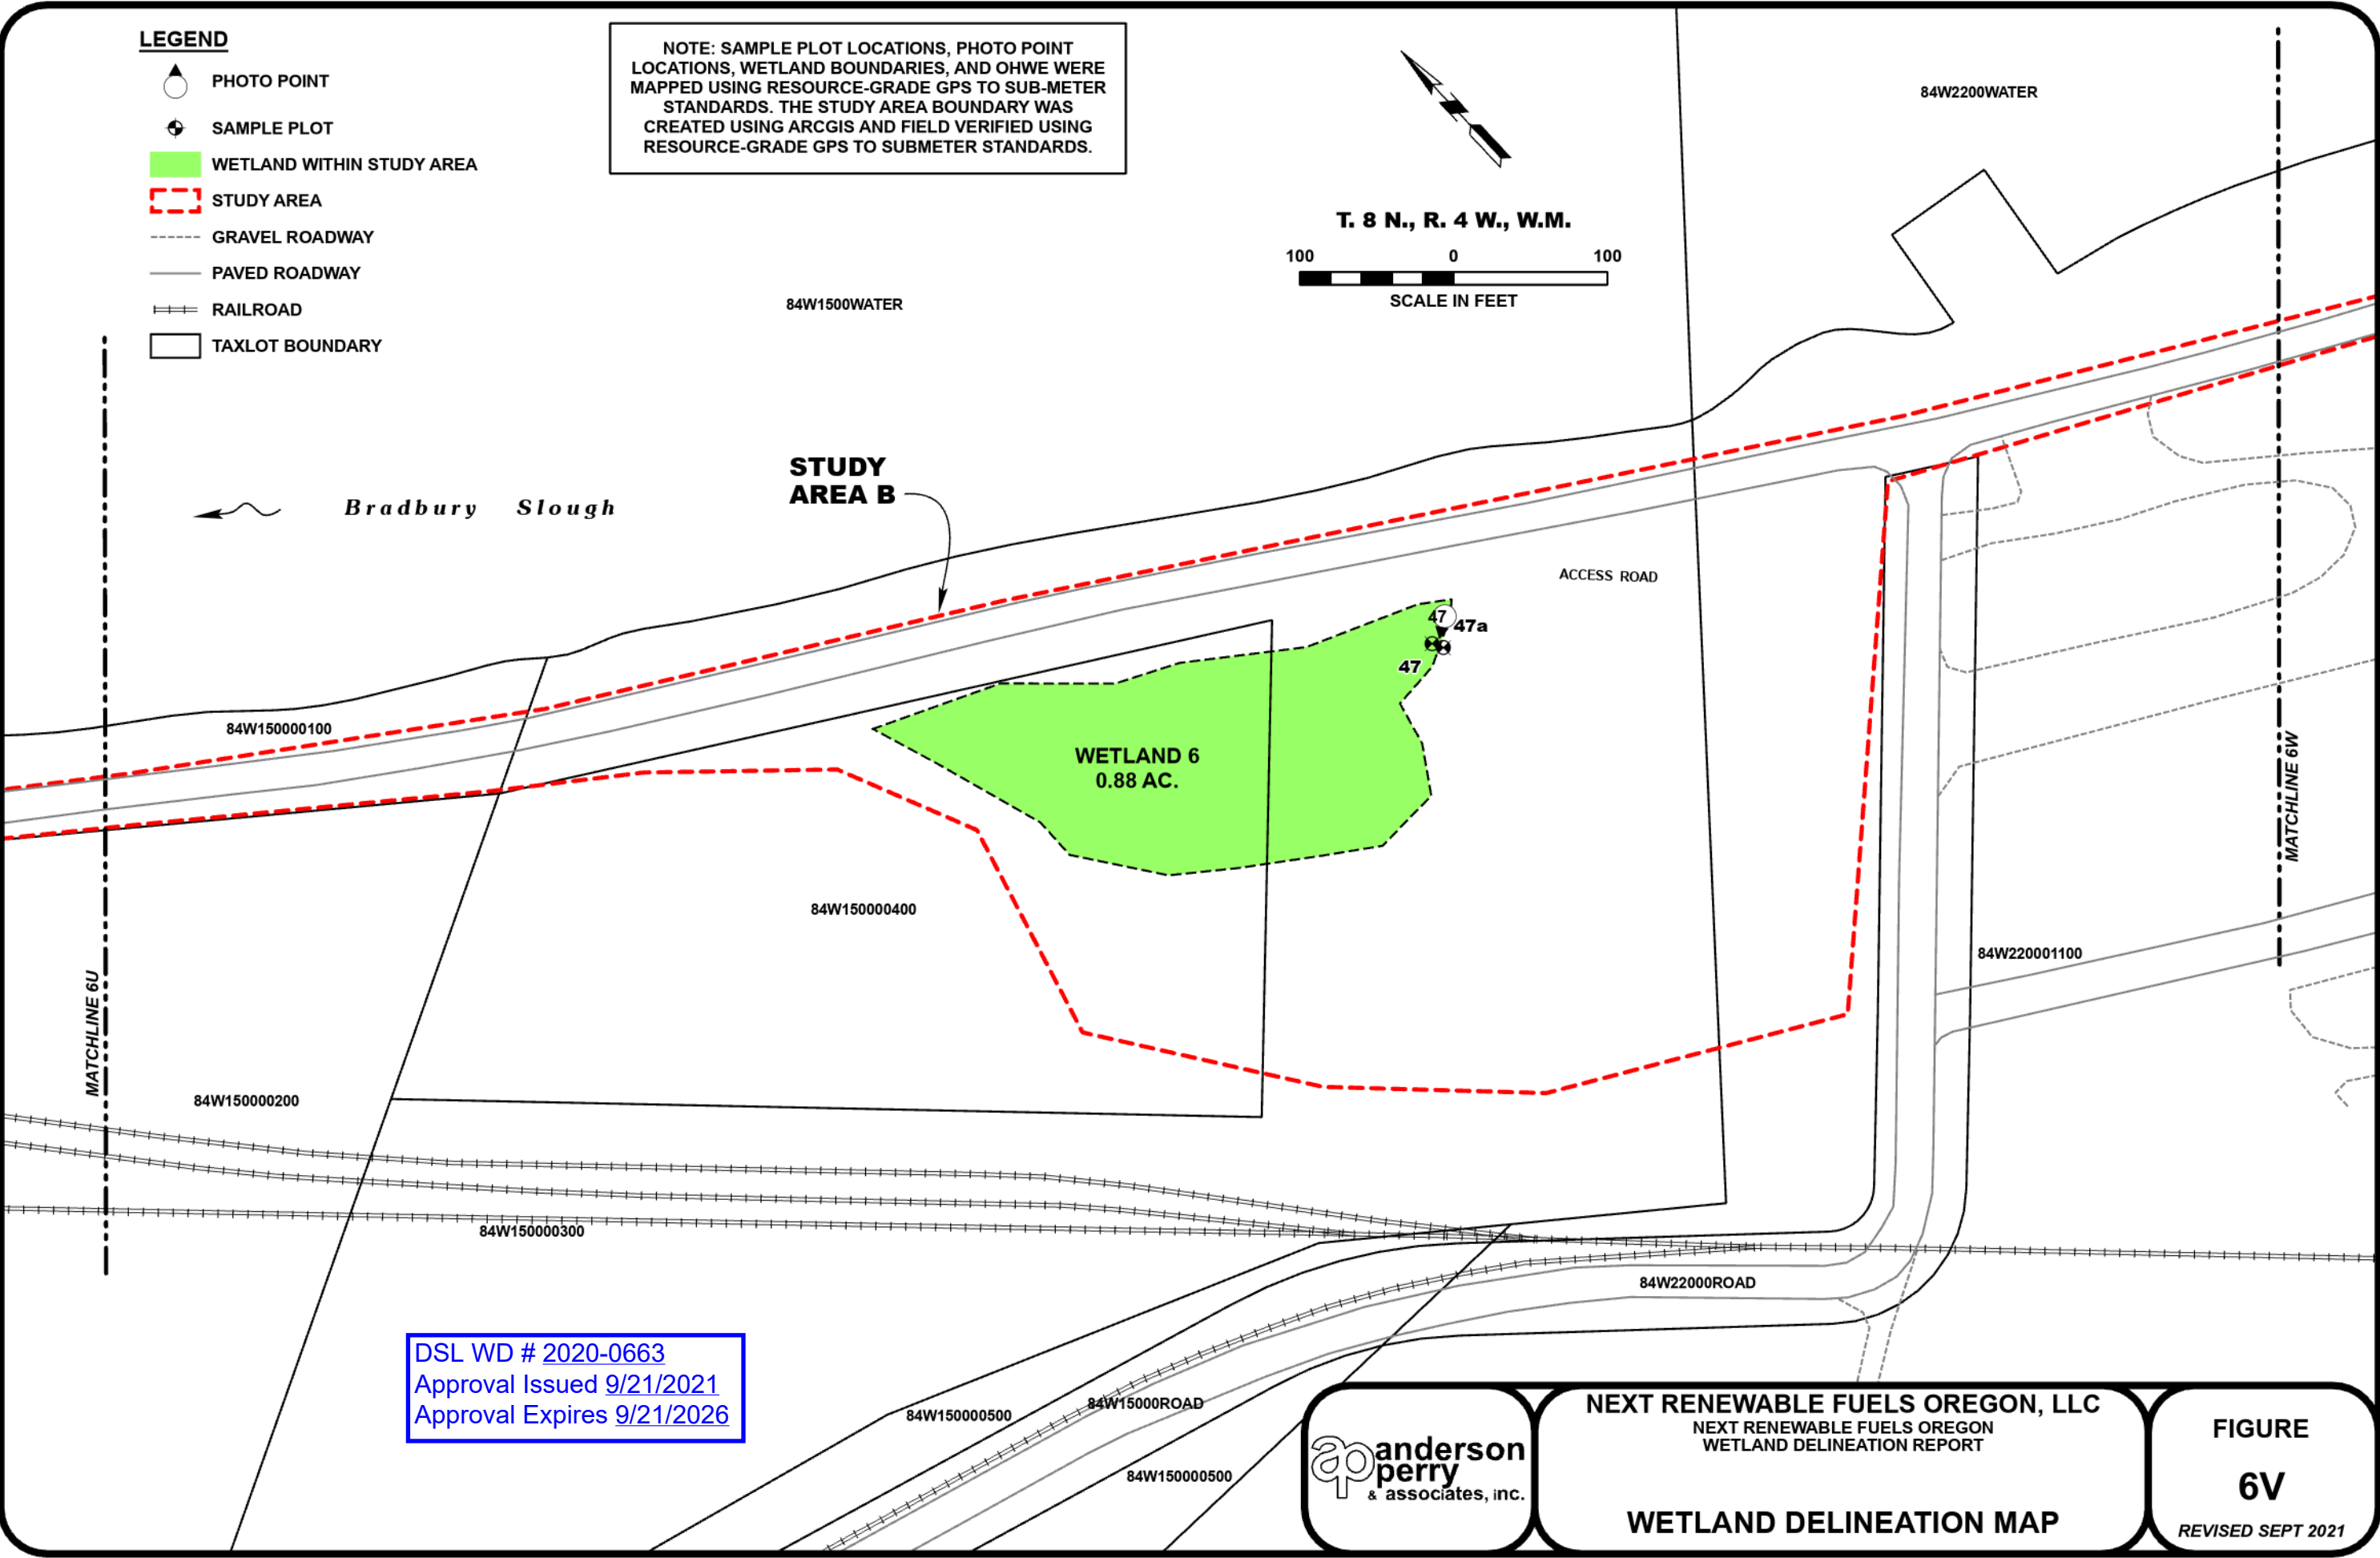 LEGEND
PHOTO POINT
SAMPLE PLOT
WETLAND WITHIN STUDY AREA
STUDY AREA
GRAVEL ROADWAY
PAVED ROADWAY
RAILROAD
TAXLOT BOUNDARY
NOTE: SAMPLE PLOT LOCATIONS, PHOTO POINT
LOCATIONS, WETLAND BOUNDARIES, AND OHWE WERE
MAPPED USING RESOURCE-GRADE GPS TO SUB-METER
STANDARDS. THE STUDY AREA BOUNDARY WAS
CREATED USING ARCGIS AND FIELD VERIFIED USING
RESOURCE-GRADE GPS TO SUBMETER STANDARDS.
T. 8 N., R. 4 W., W.M.
100 0 100
SCALE IN FEET
84W2200WATER
84W1500WATER
STUDY
AREA B
Bradbury Slough
ACCESS ROAD
47
47a
47
84W150000100
WETLAND 6
0.88 AC.
MATCHLINE 6W
84W150000400
84W220001100
MATCHLINE 6U
84W150000200
84W150000300
84W22000ROAD
DSL WD # 2020-0663
Approval Issued 9/21/2021
Approval Expires 9/21/2026
84W15000ROAD
84W150000500
84W150000500
ap
anderson
perry
& associates, inc.
NEXT RENEWABLE FUELS OREGON, LLC
NEXT RENEWABLE FUELS OREGON
WETLAND DELINEATION REPORT
WETLAND DELINEATION MAP
FIGURE
6V
REVISED SEPT 2021